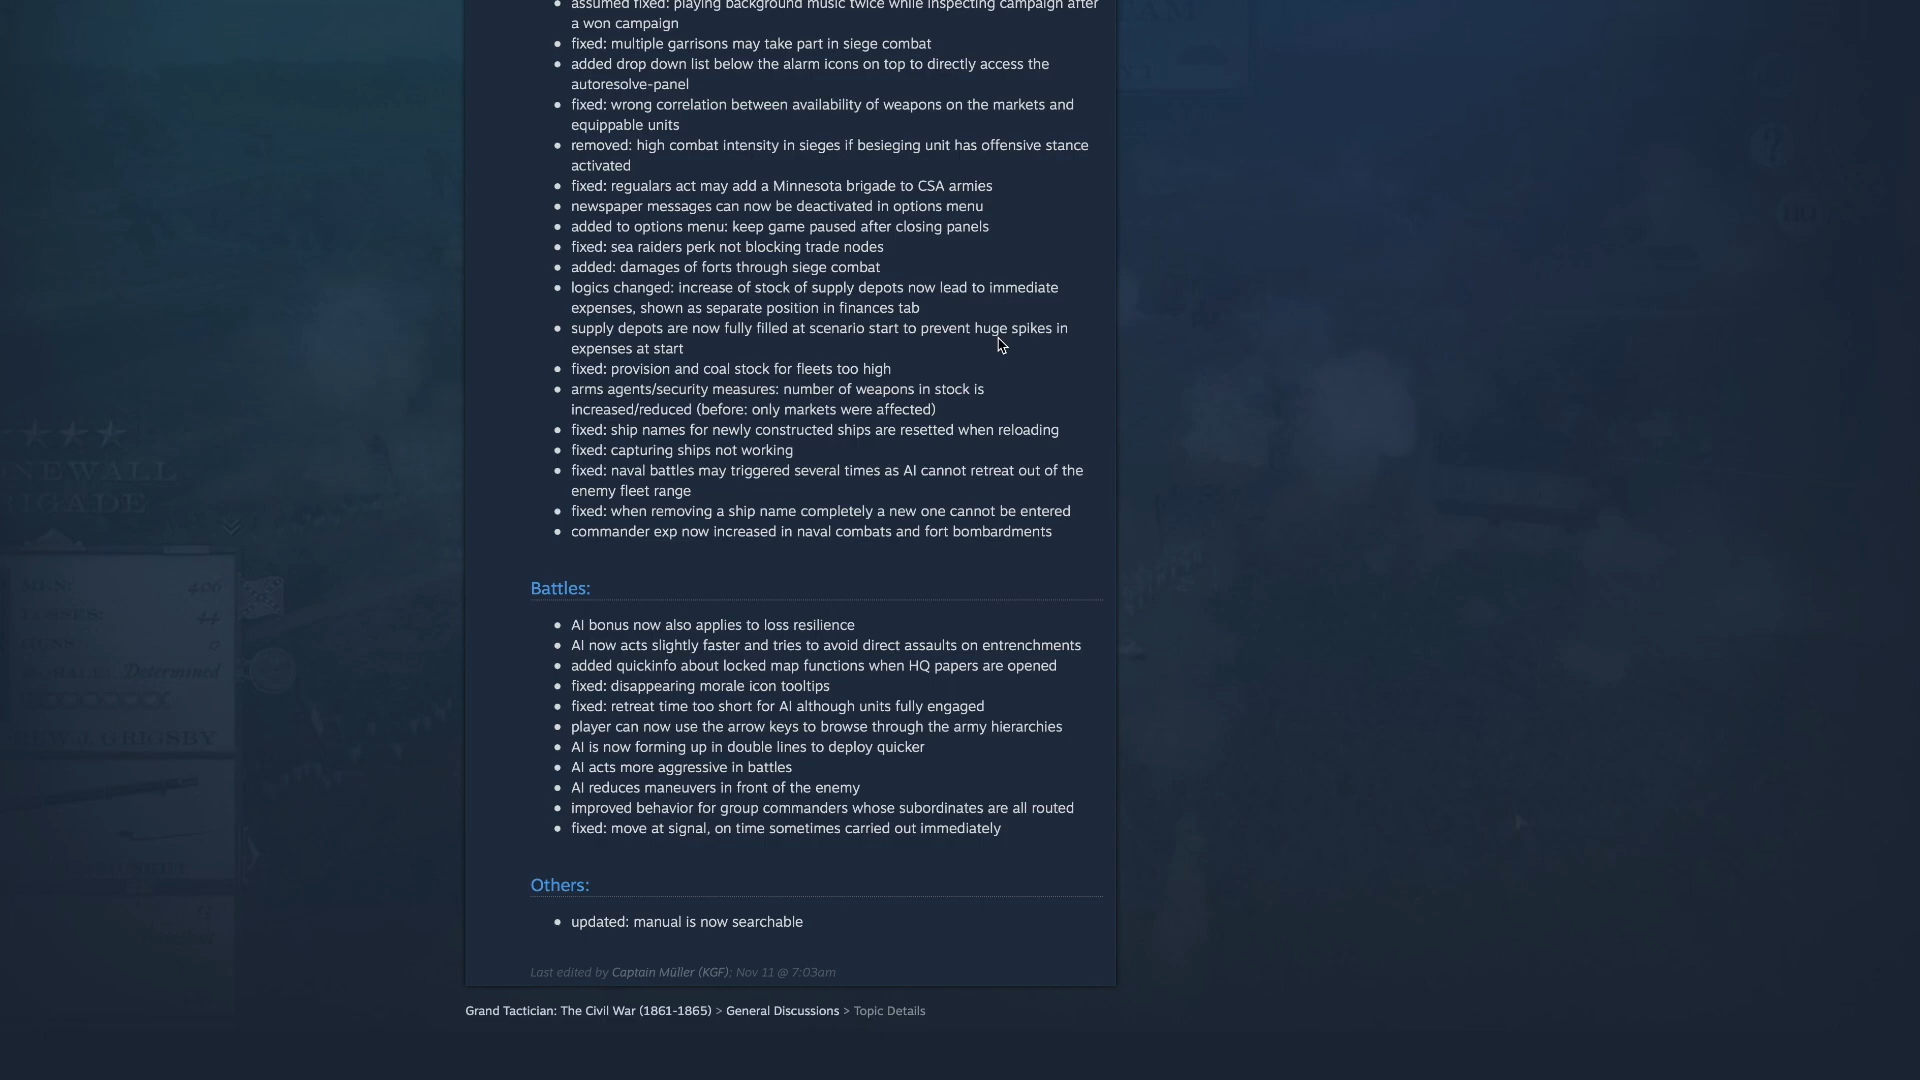 assumed fixed: playing background music twice while inspecting campaign after
a won campaign
fixed: multiple garrisons may take part in siege combat
added drop down list below the alarm icons on top to directly access the
autoresolve-panel
fixed: wrong correlation between availability of weapons on the markets and
equippable units
removed: high combat intensity in sieges if besieging unit has offensive stance
activated
fixed: regualars act may add a Minnesota brigade to CSA armies
newspaper messages can now be deactivated in options menu
added to options menu: keep game paused after closing panels
fixed: sea raiders perk not blocking trade nodes
added: damages of forts through siege combat
logics changed: increase of stock of supply depots now lead to immediate
expenses, shown as separate position in finances tab
supply depots are now fully filled at scenario start to prevent huge spikes in
expenses at start
fixed: provision and coal stock for fleets too high
arms agents/security measures: number of weapons in stock is
increased/reduced (before: only markets were affected)
fixed: ship names for newly constructed ships are resetted when reloading
fixed: capturing ships not working
fixed: naval battles may triggered several times as AI cannot retreat out of the
enemy fleet range
fixed: when removing a ship name completely a new one cannot be entered
commander exp now increased in naval combats and fort bombardments
Battles:
AI bonus now also applies to loss resilience
AI now acts slightly faster and tries to avoid direct assaults on entrenchments
added quickinfo about locked map functions when HQ papers are opened
fixed: disappearing morale icon tooltips
fixed: retreat time too short for AI although units fully engaged
player can now use the arrow keys to browse through the army hierarchies
AI is now forming up in double lines to deploy quicker
AI acts more aggressive in battles
AI reduces maneuvers in front of the enemy
improved behavior for group commanders whose subordinates are all routed
fixed: move at signal, on time sometimes carried out immediately
Others:
updated: manual is now searchable
Last edited by Captain Müller (KGF); Nov 11 @ 7:03am
Grand Tactician: The Civil War (1861-1865) > General Discussions > Topic Details
MEN: 406
LOSSES: 44
GUNS: 0
MORALE: Determined